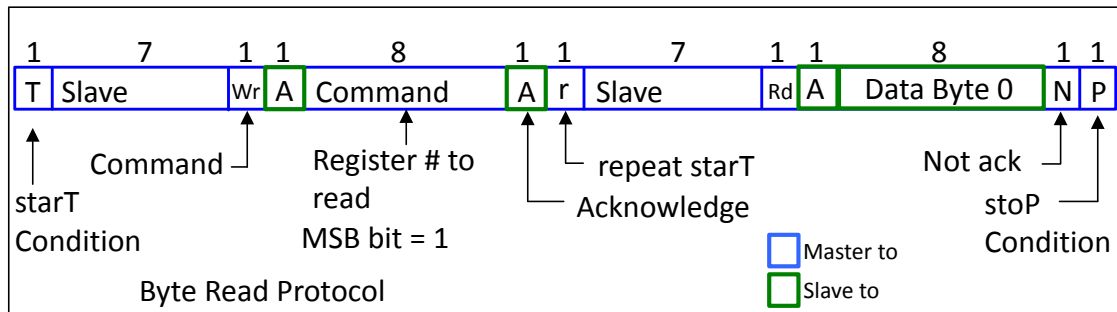 1 7 1 1 8 1 1 7 1 1 8 1 1
T Slave Wr A Command A r Slave Rd A Data Byte 0 N P
Command
Register # to
read
MSB bit = 1
repeat starT
Acknowledge
Not ack
starT
Condition
stoP
Condition
Master to
Slave to
Byte Read Protocol